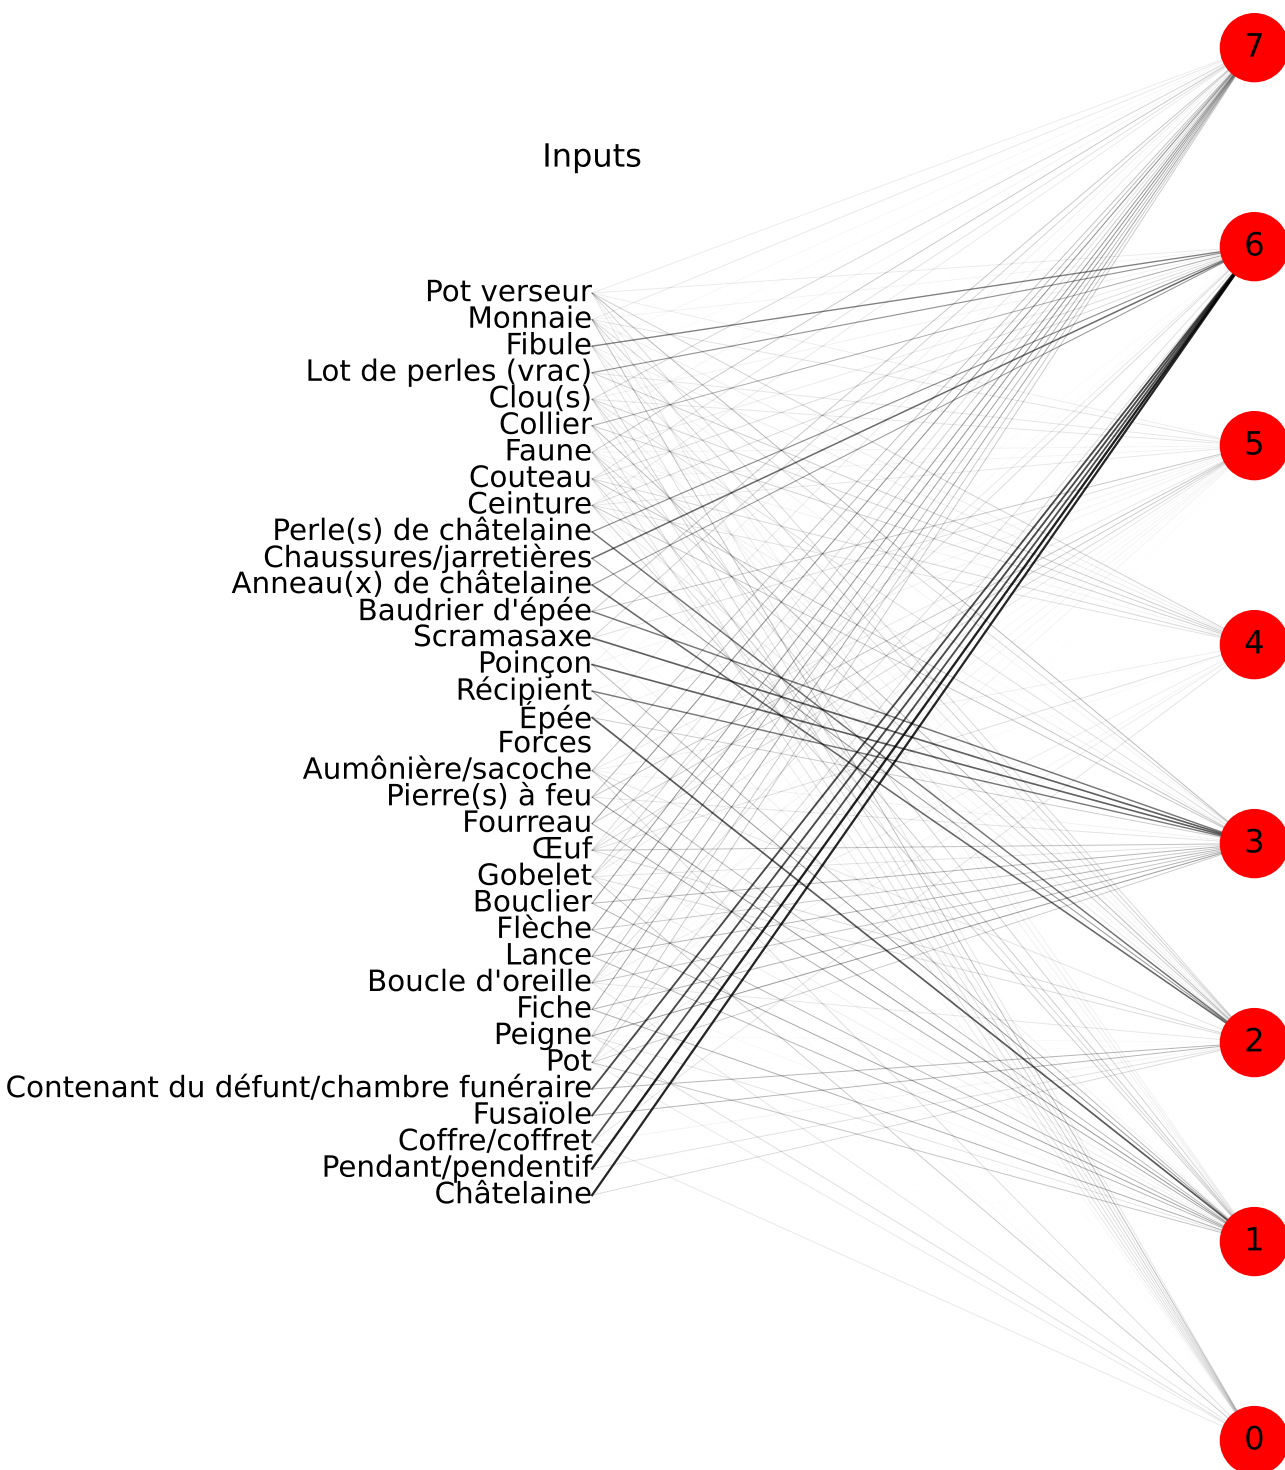 7
Inputs
6
Pot verseur
Monnaie
Fibule
Lot de perles (vrac)
Clou(s)
Collier
5
Faune
Couteau
Ceinture
Perle(s) de châtelaine
Chaussures/jarretières
Anneau(x) de châtelaine
Baudrier d'épée
Scramasaxe
4
Poinçon
Récipient
Épée
Forces
Aumônière/sacoche
Pierre(s) à feu
Fourreau
3
Œuf
Gobelet
Bouclier
Flèche
Lance
Boucle d'oreille
Fiche
Peigne
2
Pot
Contenant du défunt/chambre funéraire
Fusaïole
Coffre/coffret
Pendant/pendentif
Châtelaine
1
0